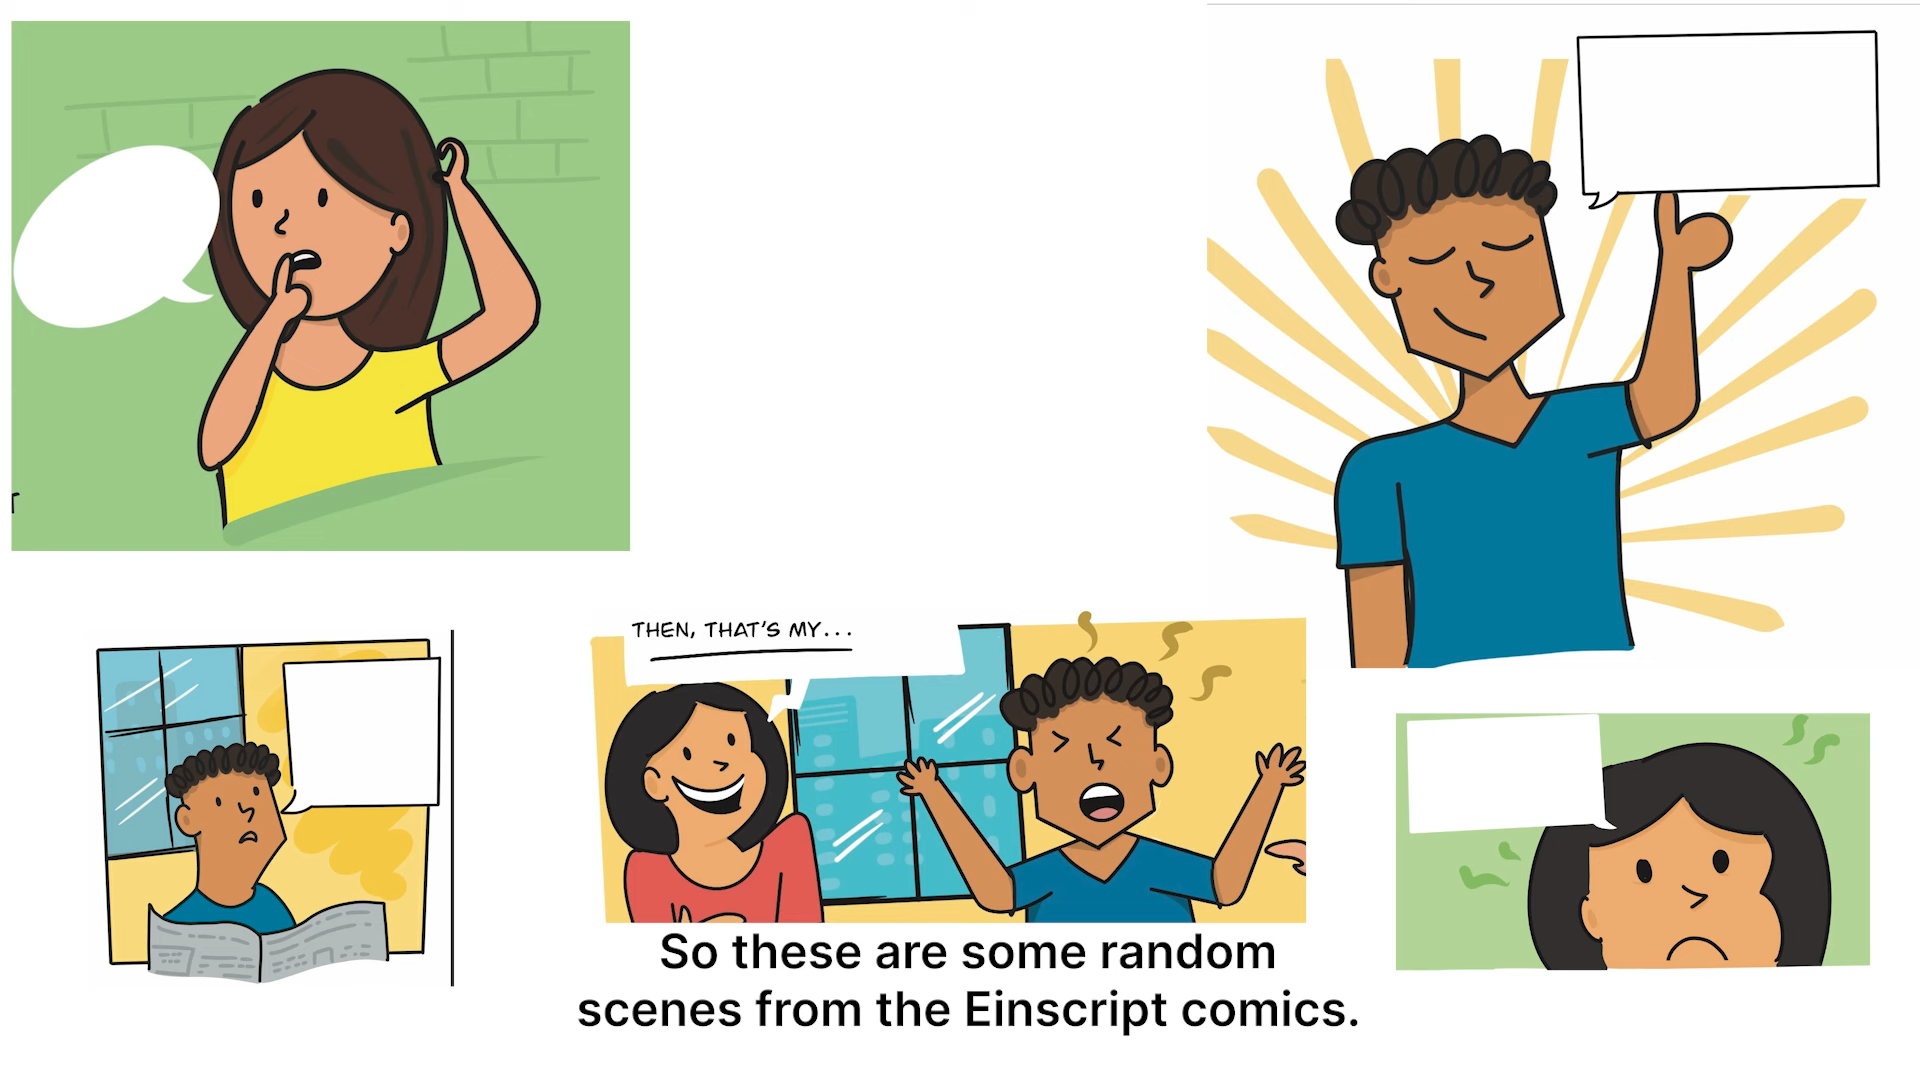 THEN, THAT'S MY...
So these are some random
scenes from the Einscript comics.